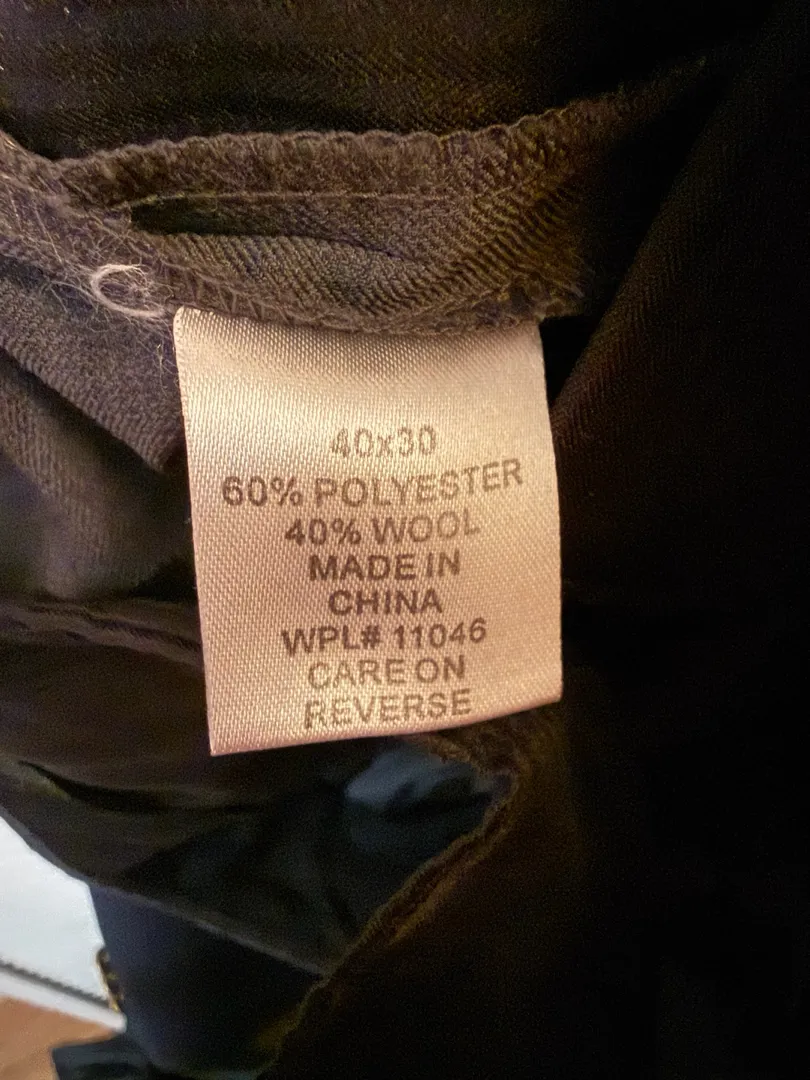 40x30
60% POLYESTER
40% WOOL
MADE IN
CHINA
WPL# 11046
CARE ON
REVERSE